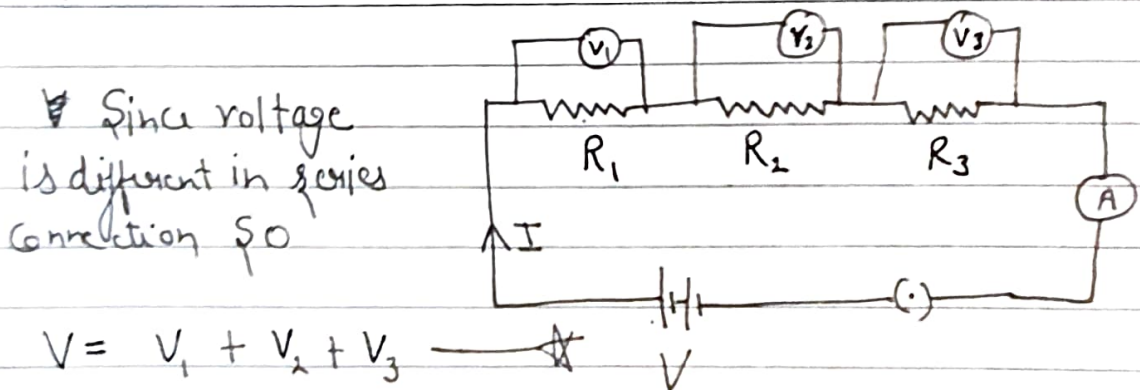 V₁ V₂ V₃
Since voltage
R₁ R₂ R₃
is different in series
A
Connection So
I
V = V₁ + V₂ + V₃
V